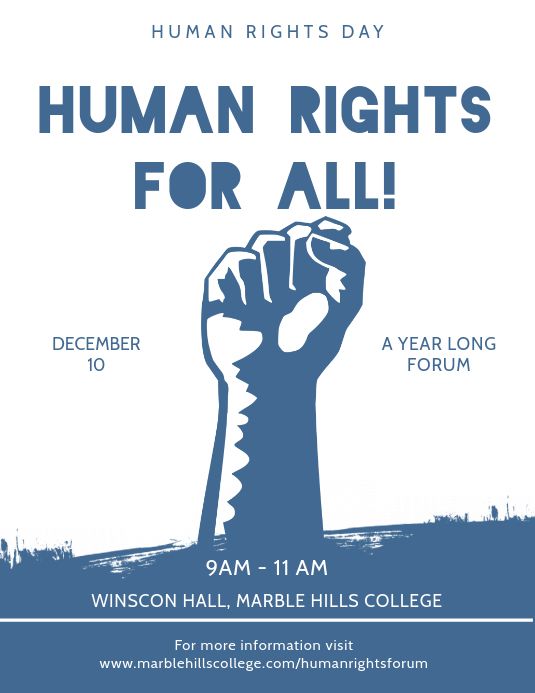 HUMAN RIGHTS DAY
HUMAN RIGHTS
FOR ALL!
DECEMBER
10
A YEAR LONG
FORUM
9AM - 11 AM
WINSCON HALL, MARBLE HILLS COLLEGE
For more information visit
www.marblehillscollege.com/humanrightsforum